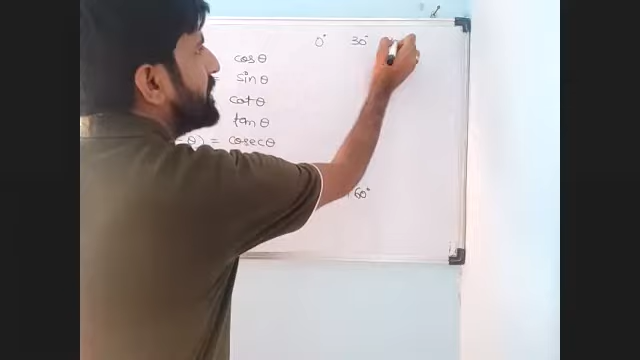 0° 30°
cosθ
= sinθ
cotθ
tanθ
-θ) = cosecθ
60°